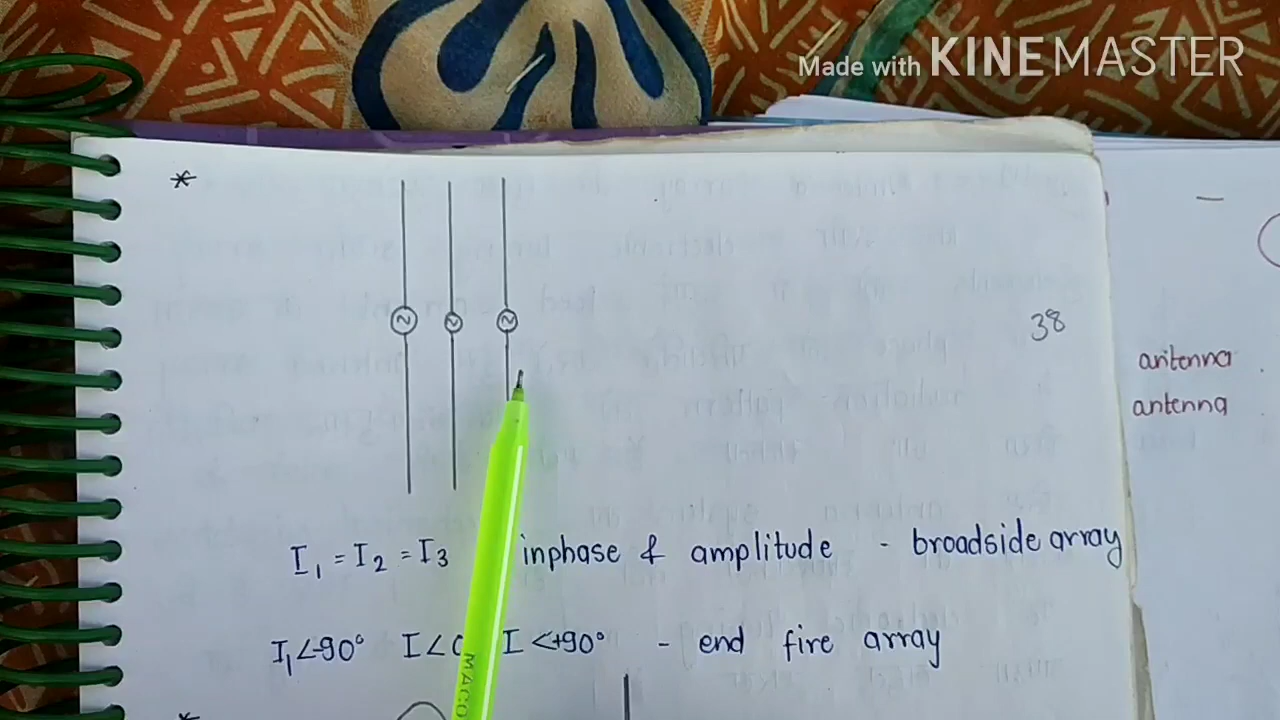 Made with KINEMASTER
*
38
antenna
antenna
I₁ = I₂ = I₃ inphase & amplitude - broadside array
I₁∠-90° I∠0 I<+90° - end fire array
MACO